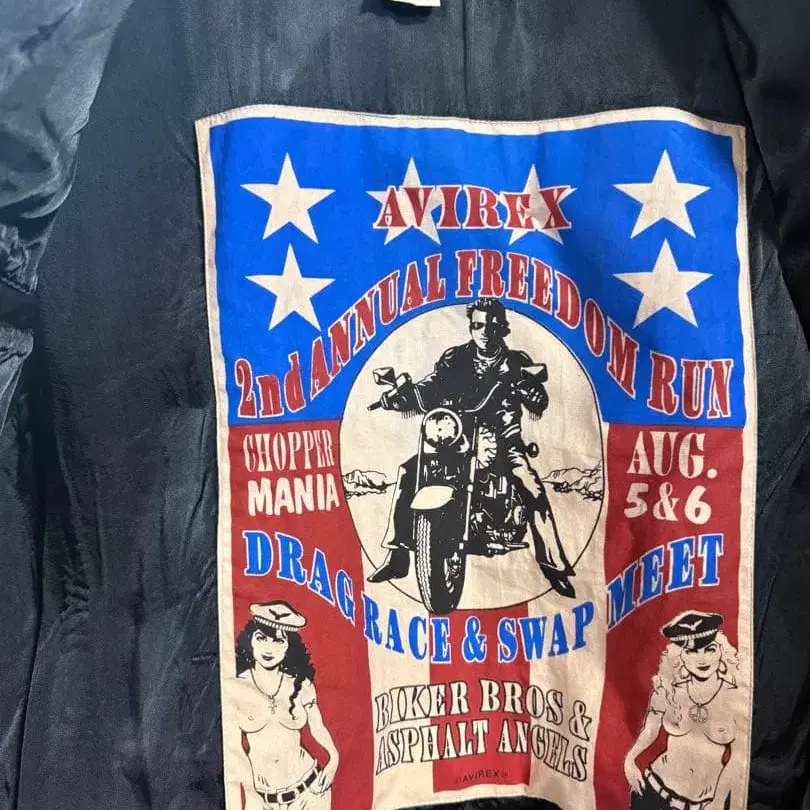 AVIREX
2nd ANNUAL FREEDOM RUN
CHOPPER
MANIA
AUG.
5 & 6
DRAG RACE & SWAP MEET
BIKER BROS &
ASPHALT ANGELS
©AVIREX®